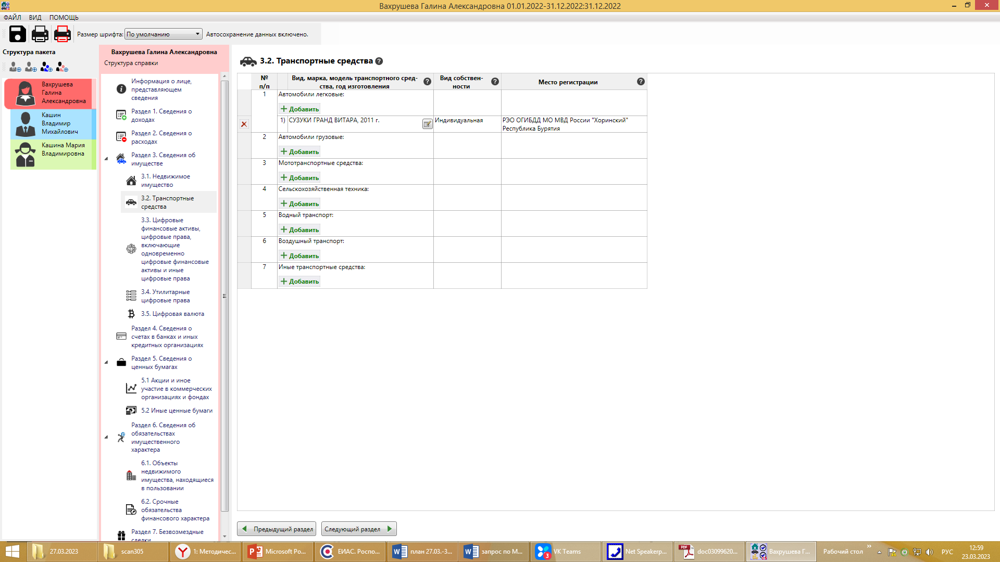 Вахрушева Галина Александровна 01.01.2022-31.12.2022:31.12.2022
ФАЙЛ ВИД ПОМОЩЬ
Размер шрифта: По умолчанию Автосохранение данных включено.
Структура пакета
Вахрушева
Галина
Александровна
Кашин
Владимир
Михайлович
Кашина Мария
Владимировна
Вахрушева Галина Александровна
Структура справки
Информация о лице,
представляющем
сведения
Раздел 1. Сведения о
доходах
Раздел 2. Сведения о
расходах
Раздел 3. Сведения об
имуществе
3.1. Недвижимое
имущество
3.2. Транспортные
средства
3.3. Цифровые
финансовые активы,
цифровые права,
включающие
одновременно
цифровые финансовые
активы и иные
цифровые права
3.4. Утилитарные
цифровые права
3.5. Цифровая валюта
Раздел 4. Сведения о
счетах в банках и иных
кредитных организациях
Раздел 5. Сведения о
ценных бумагах
5.1 Акции и иное
участие в коммерческих
организациях и фондах
5.2 Иные ценные бумаги
Раздел 6. Сведения об
обязательствах
имущественного
характера
6.1. Объекты
недвижимого
имущества, находящиеся
в пользовании
6.2. Срочные
обязательства
финансового характера
Раздел 7. Безвозмездные
сделки
3.2. Транспортные средства ?
№
п/п
Вид, марка, модель транспортного сред-
ства, год изготовления ?
Вид собствен-
ности ?
Место регистрации ?
1 Автомобили легковые:
Добавить
1) СУЗУКИ ГРАНД ВИТАРА, 2011 г. Индивидуальная РЭО ОГИБДД МО МВД России "Хоринский"
Республика Бурятия
2 Автомобили грузовые:
Добавить
3 Мототранспортные средства:
Добавить
4 Сельскохозяйственная техника:
Добавить
5 Водный транспорт:
Добавить
6 Воздушный транспорт:
Добавить
7 Иные транспортные средства:
Добавить
Предыдущий раздел Следующий раздел
27.03.2023 scan305 1: Методичес... Microsoft Po... ЕИАС. Роспо... план 27.03.-3... запрос по М... VK Teams Net Speakerp... doc03099620... Вахрушева Г... Рабочий стол РУС 12:59
23.03.2023